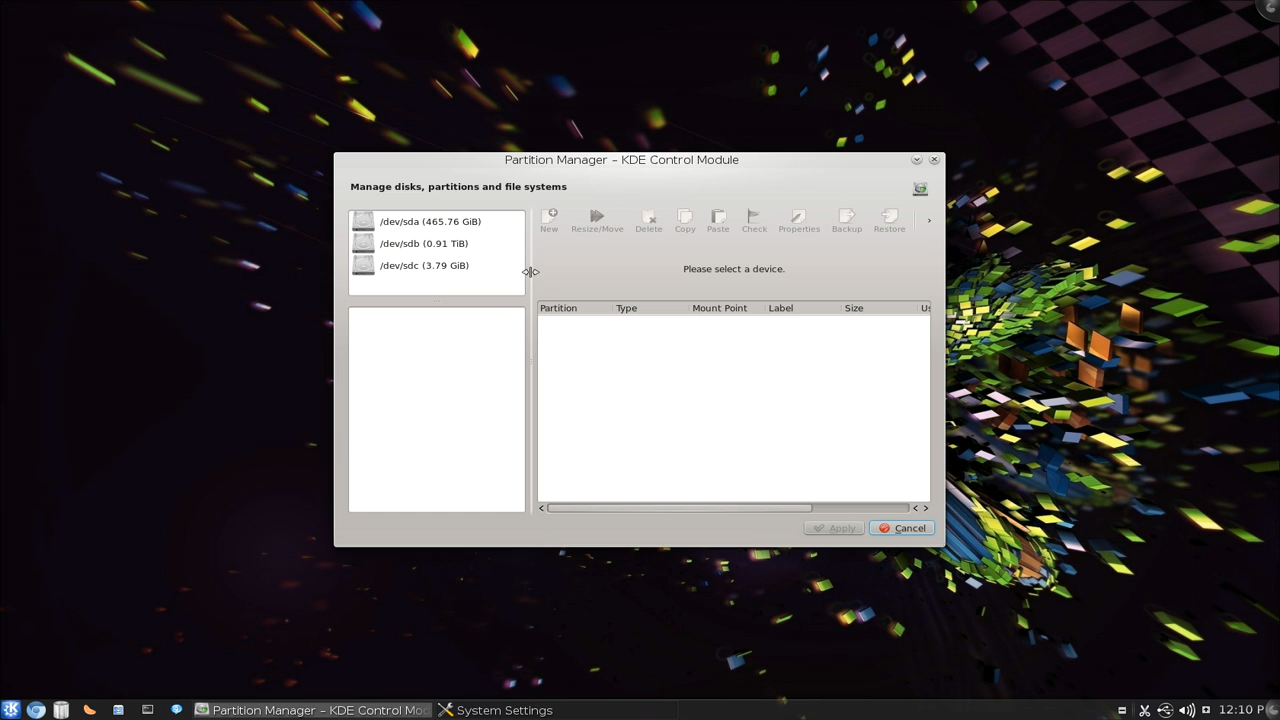 Partition Manager – KDE Control Module
Manage disks, partitions and file systems
/dev/sda (465.76 GiB)
/dev/sdb (0.91 TiB)
/dev/sdc (3.79 GiB)
New Resize/Move Delete Copy Paste Check Properties Backup Restore
Please select a device.
Partition Type Mount Point Label Size Us
Apply Cancel
Partition Manager – KDE Control Mo
System Settings
12:10 P